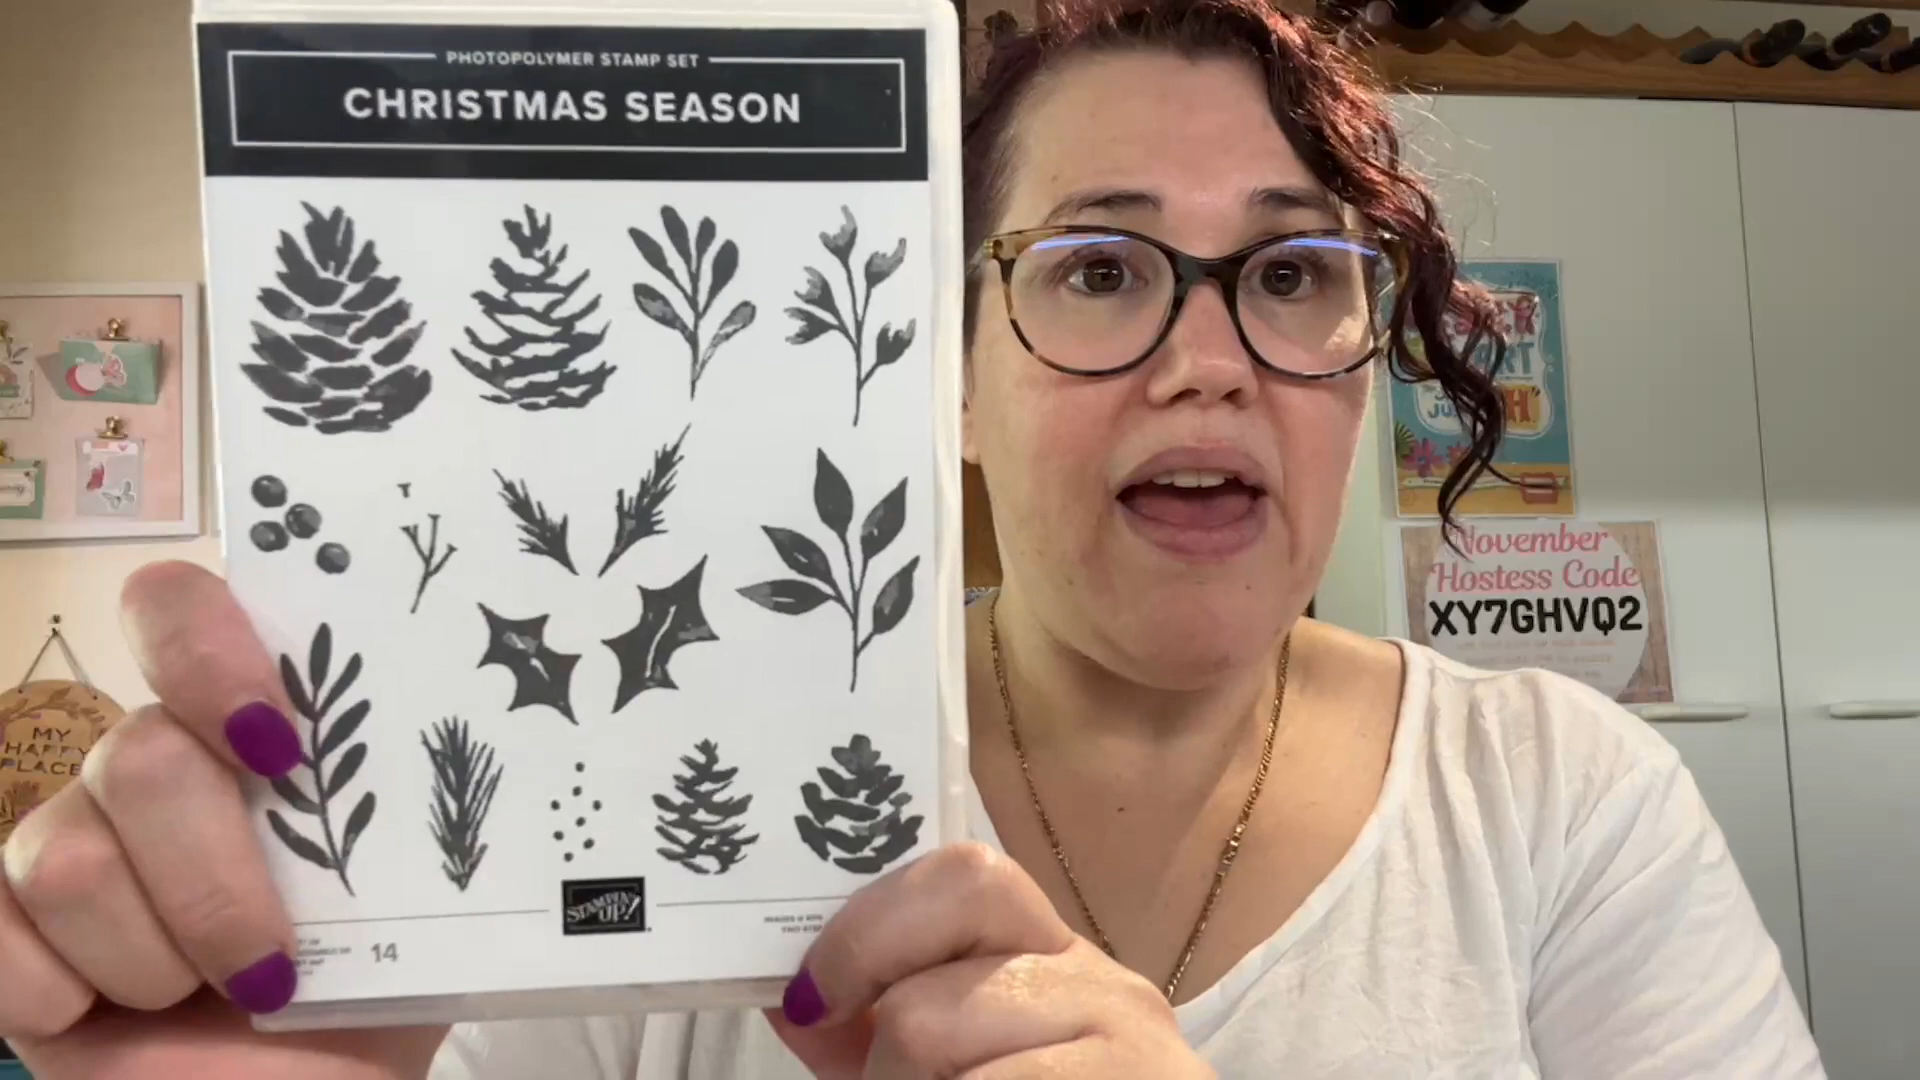 PHOTOPOLYMER STAMP SET
CHRISTMAS SEASON
STAMPIN' UP!
14
MY
HAPPY
PLACE
November
Hostess Code
XY7GHVQ2